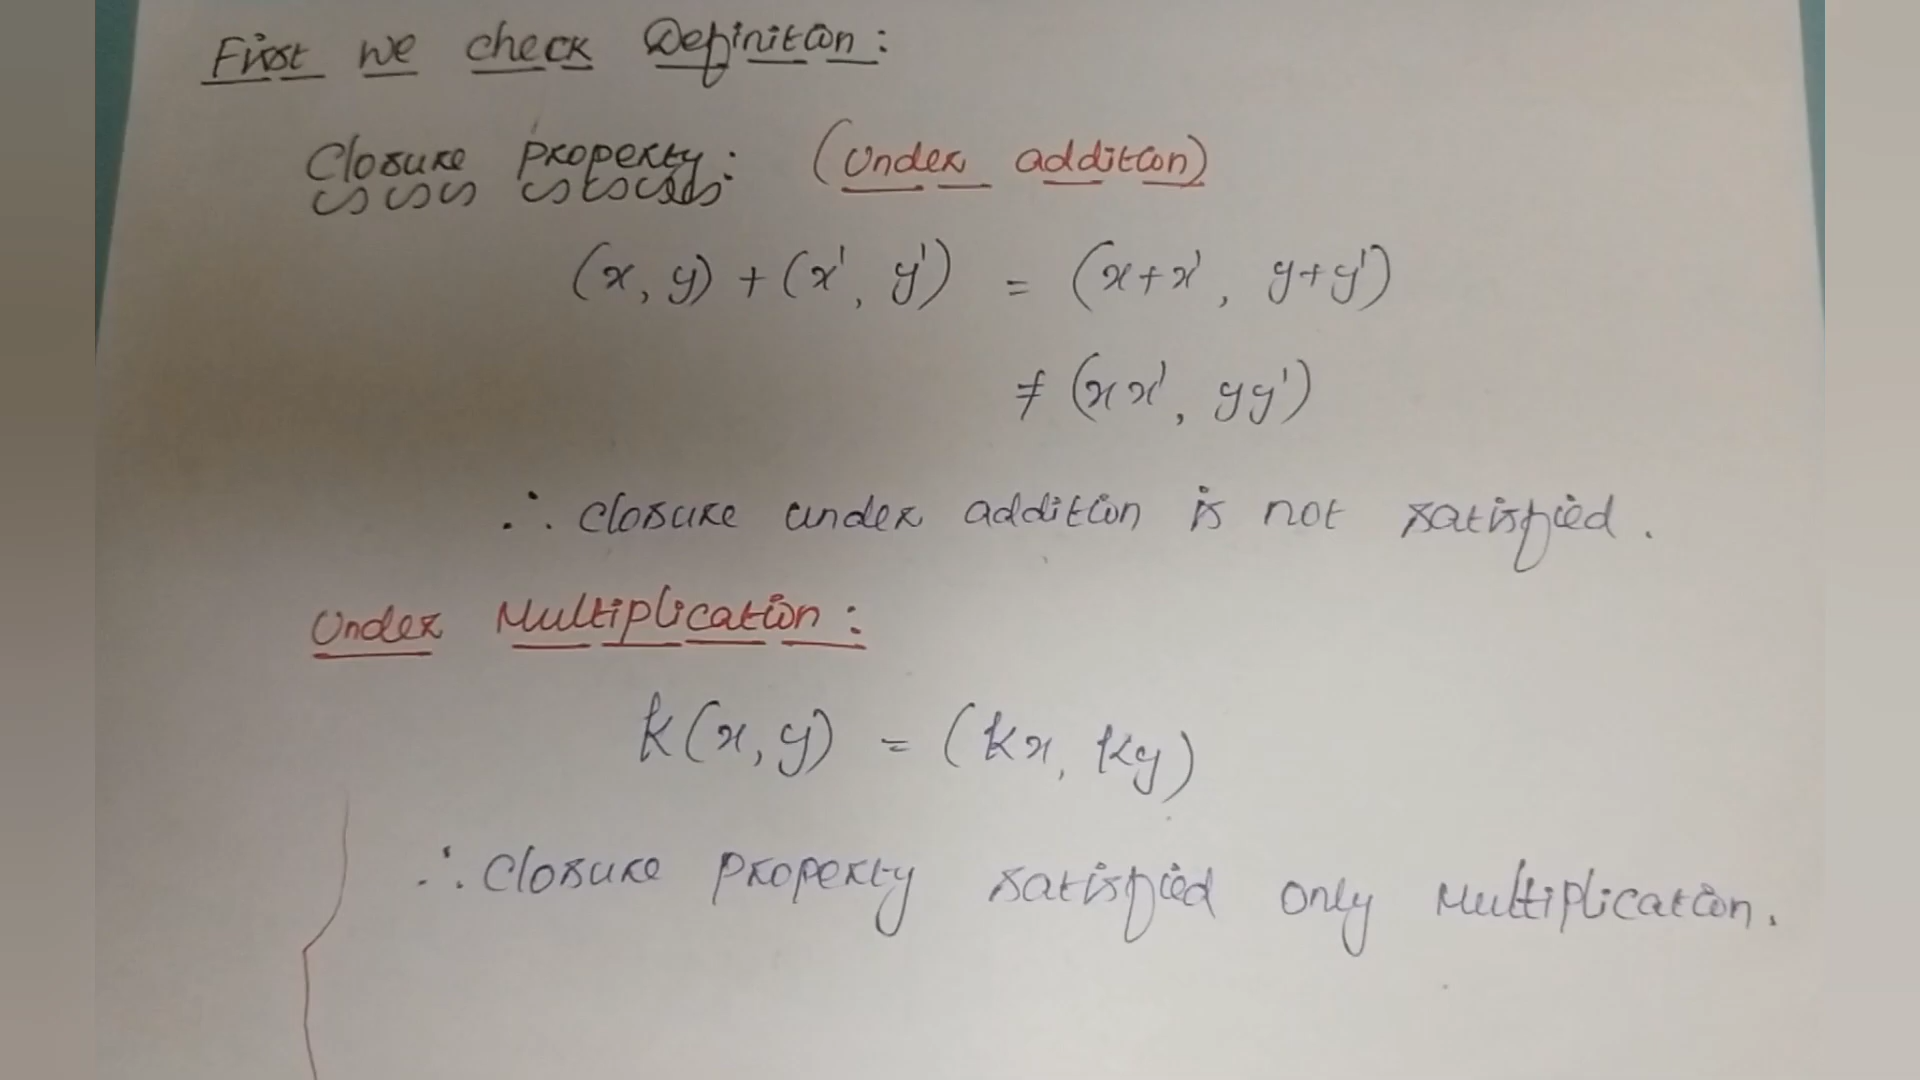 First we check Definition:
Closure property: (Under addition)
(x, y) + (x', y') = (x+x', y+y')
≠ (xx', yy')
∴ closure under addition is not satisfied.
Under Multiplication:
k(x, y) = (kx, ky)
∴ Closure property satisfied only Multiplication.